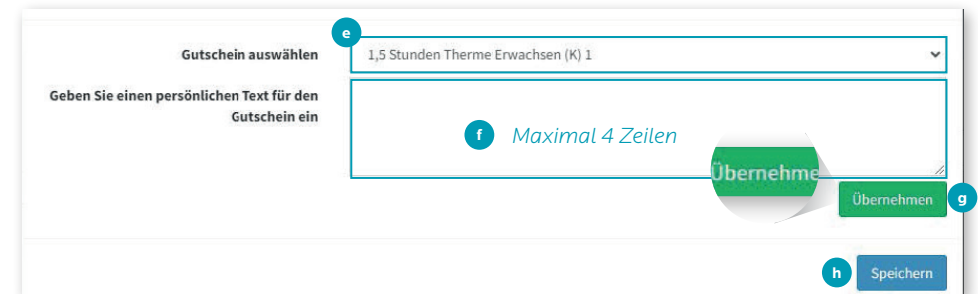 e
Gutschein auswählen
1,5 Stunden Therme Erwachsen (K) 1
Geben Sie einen persönlichen Text für den
Gutschein ein
f Maximal 4 Zeilen
Übernehme
Übernehmen g
h Speichern